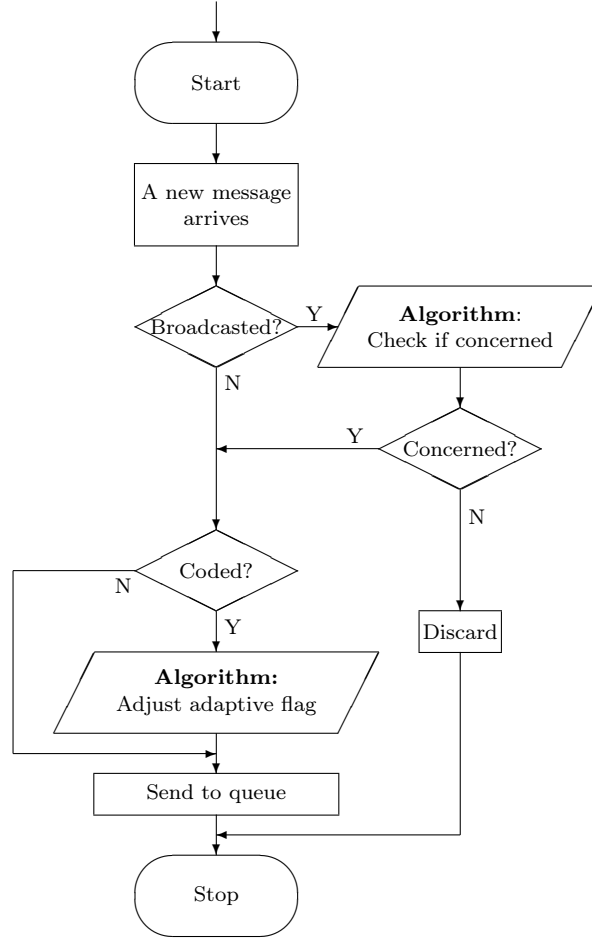 Start
A new message
arrives
Broadcasted?
Y
Algorithm:
Check if concerned
N
Y
Concerned?
N
Coded?
N
Y
Discard
Algorithm:
Adjust adaptive flag
Send to queue
Stop